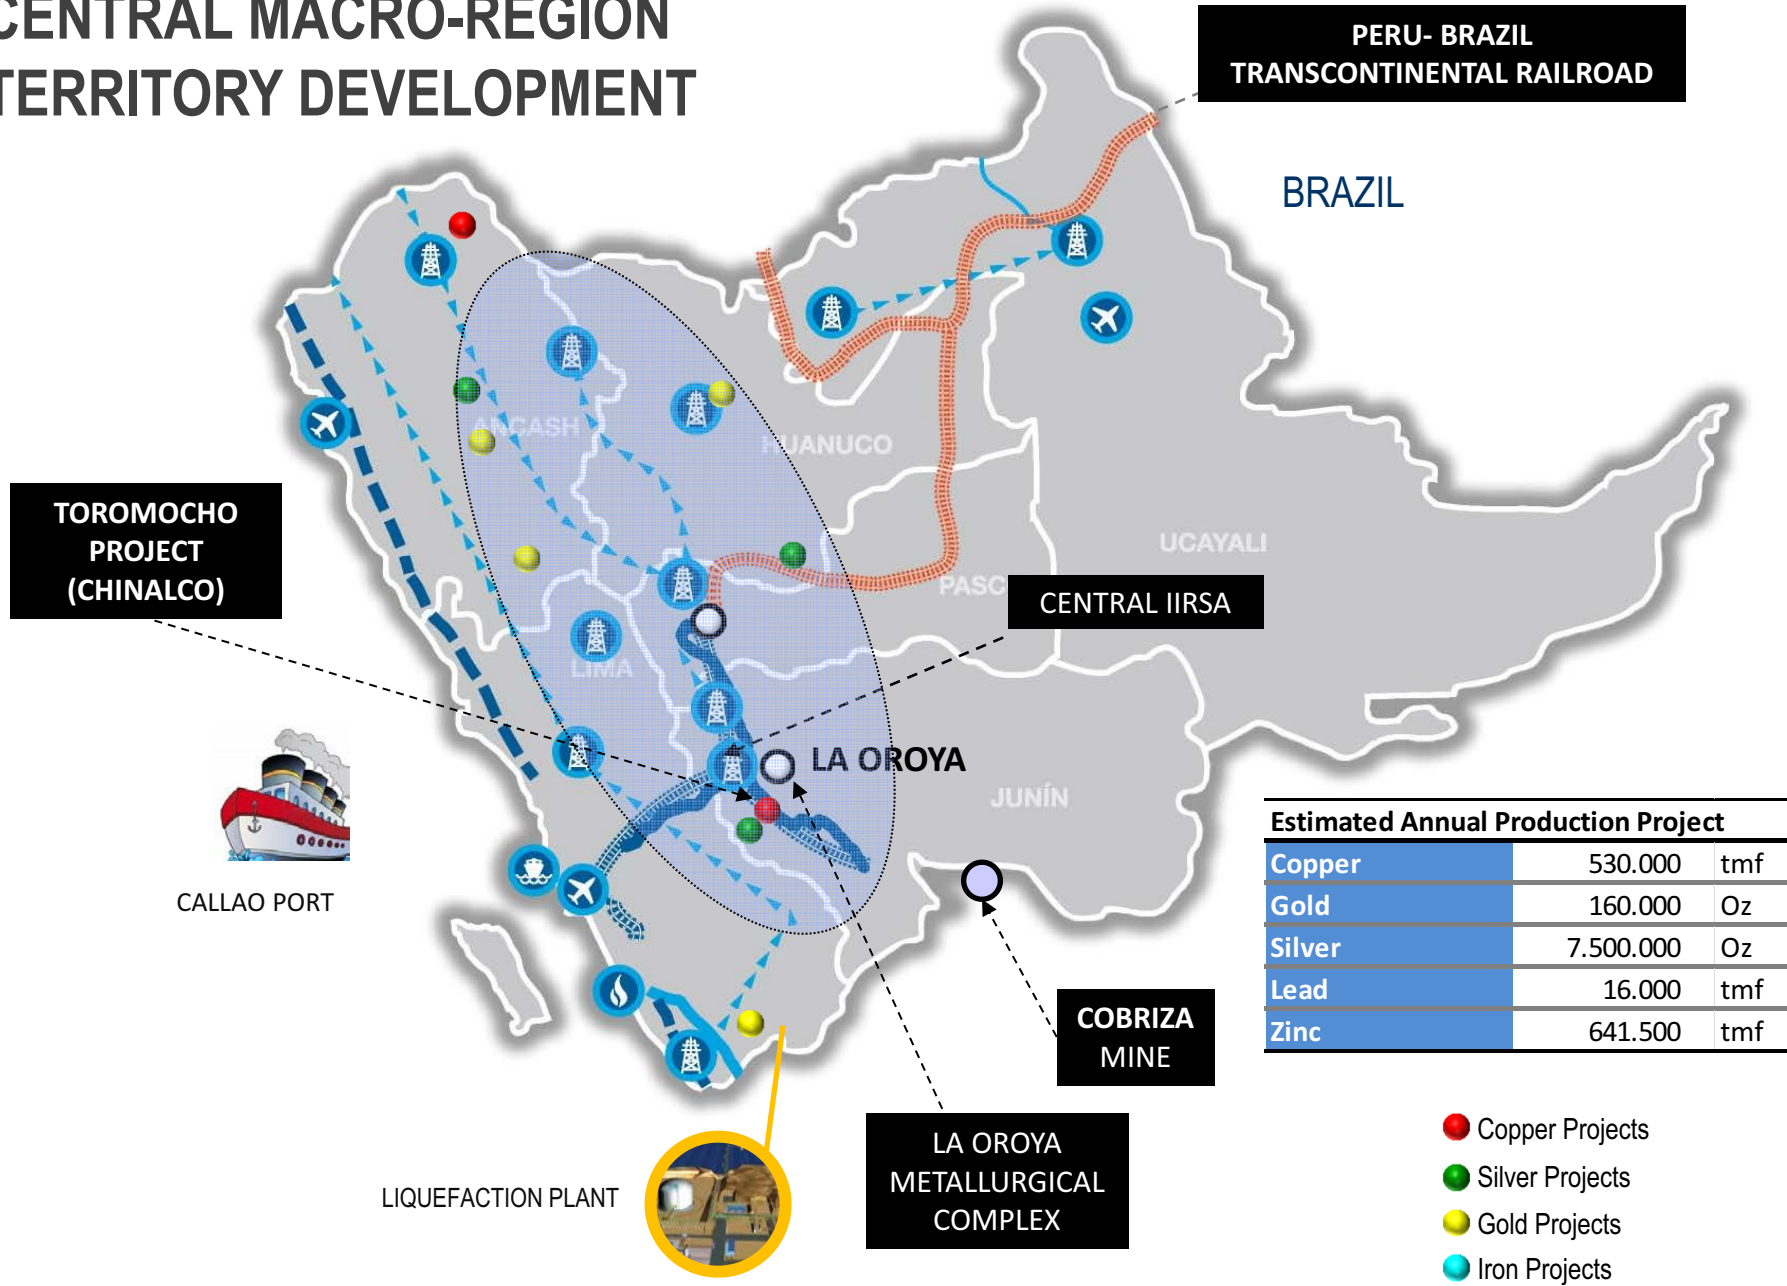 CENTRAL MACRO-REGION
TERRITORY DEVELOPMENT
PERU- BRAZIL
TRANSCONTINENTAL RAILROAD
BRAZIL
ANCASH
HUANUCO
TOROMOCHO
PROJECT
(CHINALCO)
UCAYALI
PASC
CENTRAL IIRSA
LIMA
LA OROYA
JUNÍN
CALLAO PORT
Estimated Annual Production Project
Copper 530.000 tmf
Gold 160.000 Oz
Silver 7.500.000 Oz
Lead 16.000 tmf
Zinc 641.500 tmf
COBRIZA
MINE
LA OROYA
METALLURGICAL
COMPLEX
LIQUEFACTION PLANT
Copper Projects
Silver Projects
Gold Projects
Iron Projects